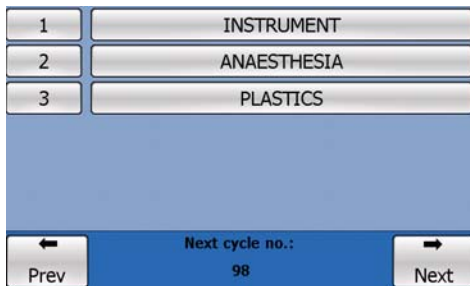 1 INSTRUMENT
2 ANAESTHESIA
3 PLASTICS
Next cycle no.:
98
Prev
Next